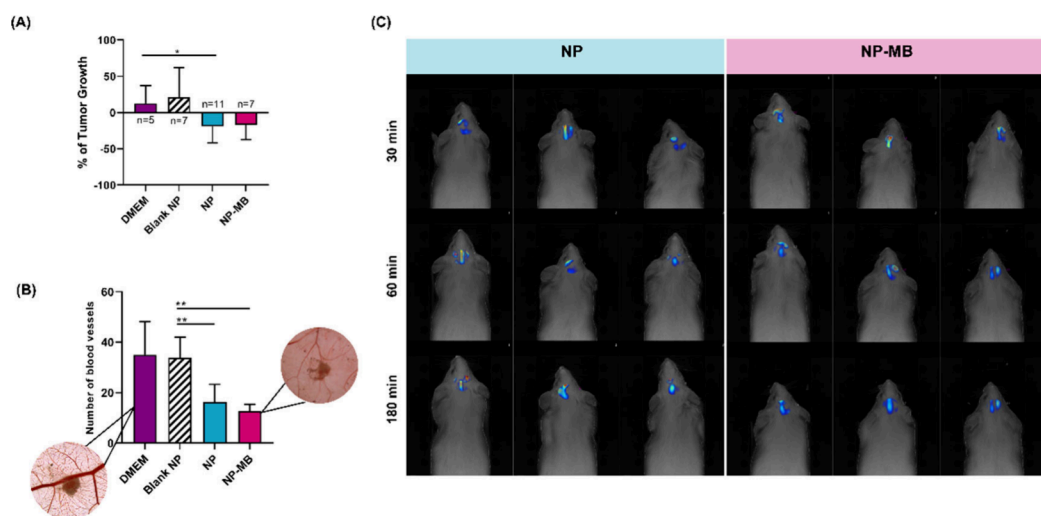 (A)
% of Tumor Growth
100
50
0
-50
-100
*
n=5
n=7
n=11
n=7
DMEM
Blank NP
NP
NP-MB
(B)
Number of blood vessels
60
40
20
0
**
**
DMEM
Blank NP
NP
NP-MB
(C)
NP
NP-MB
30 min
60 min
180 min